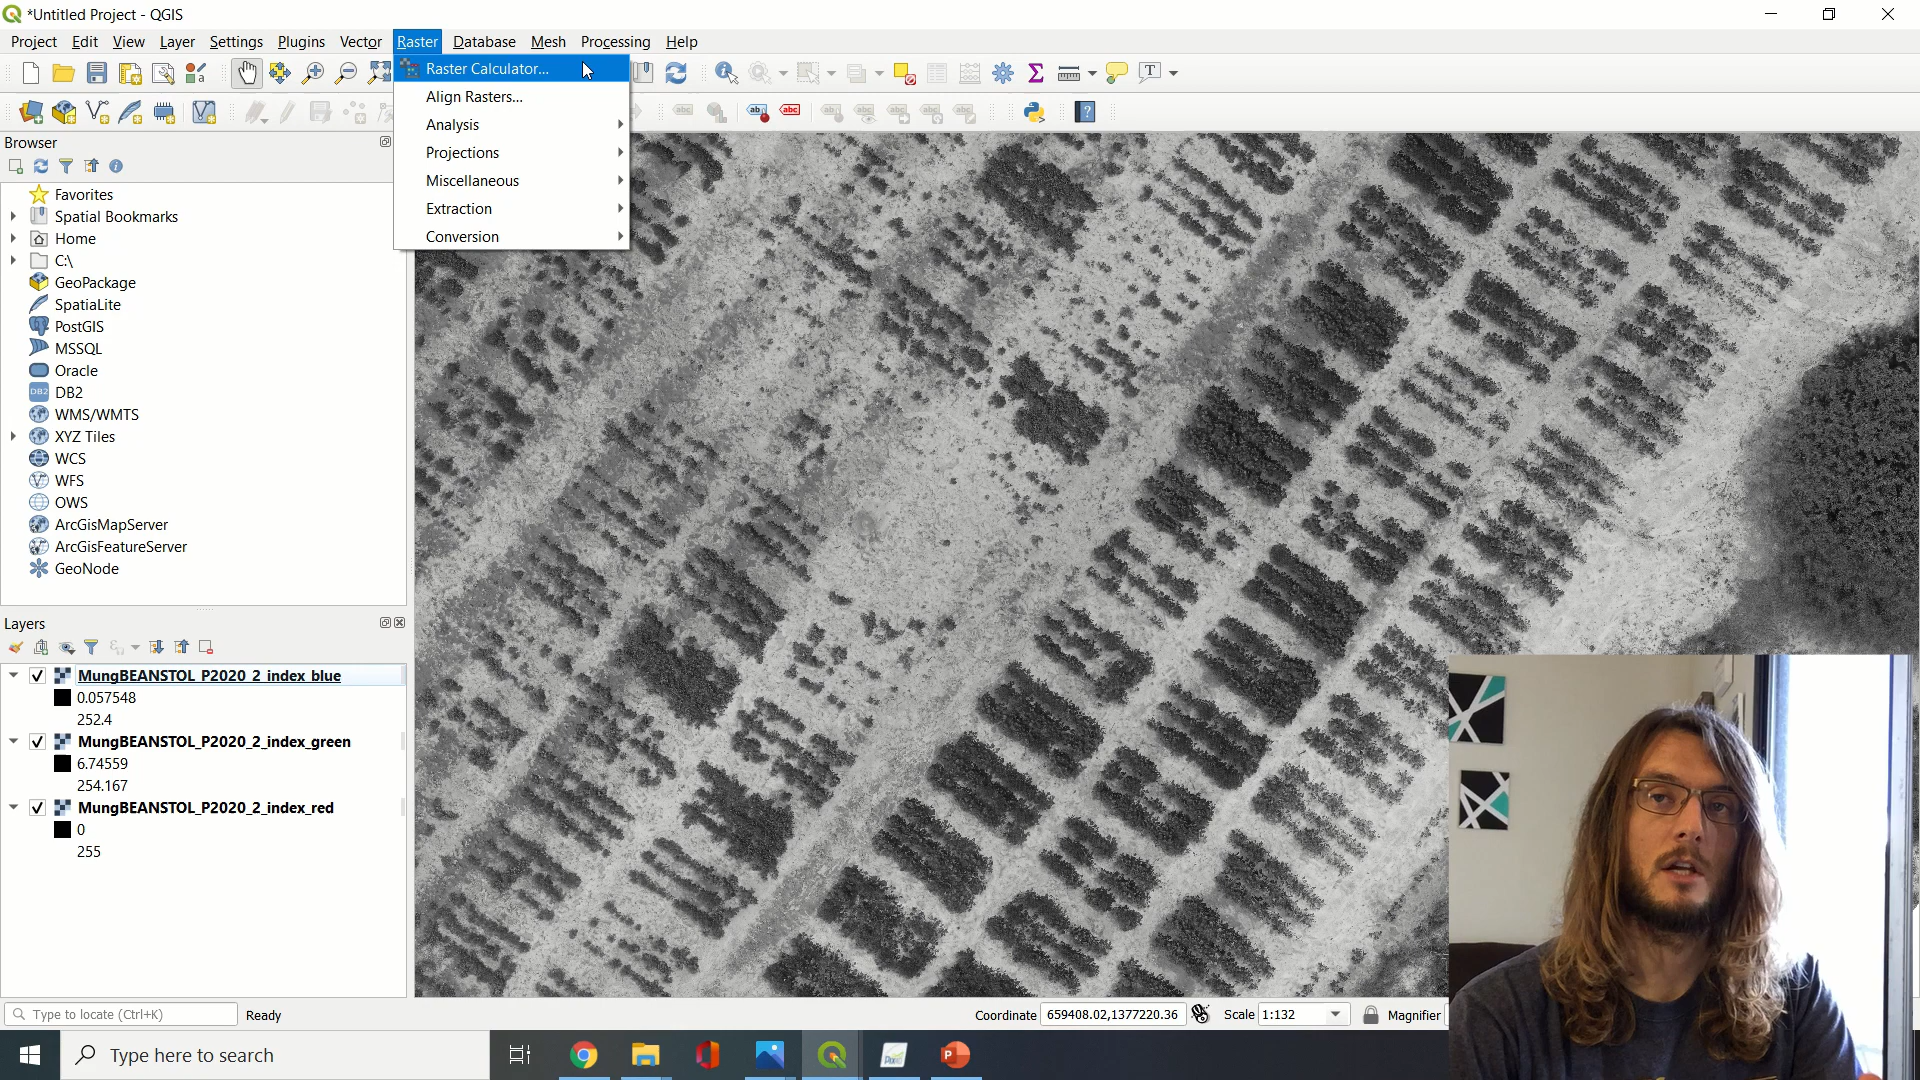 *Untitled Project - QGIS
Project Edit View Layer Settings Plugins Vector Raster Database Mesh Processing Help
Raster Calculator...
Align Rasters...
Analysis
Projections
Miscellaneous
Extraction
Conversion
Browser
Favorites
Spatial Bookmarks
Home
C:\
GeoPackage
SpatiaLite
PostGIS
MSSQL
Oracle
DB2
WMS/WMTS
XYZ Tiles
WCS
WFS
OWS
ArcGisMapServer
ArcGisFeatureServer
GeoNode
Layers
MungBEANSTOL_P2020_2_index_blue
0.057548
252.4
MungBEANSTOL_P2020_2_index_green
6.74559
254.167
MungBEANSTOL_P2020_2_index_red
0
255
Type to locate (Ctrl+K) Ready Coordinate 659408.02,1377220.36 Scale 1:132 Magnifier
Type here to search